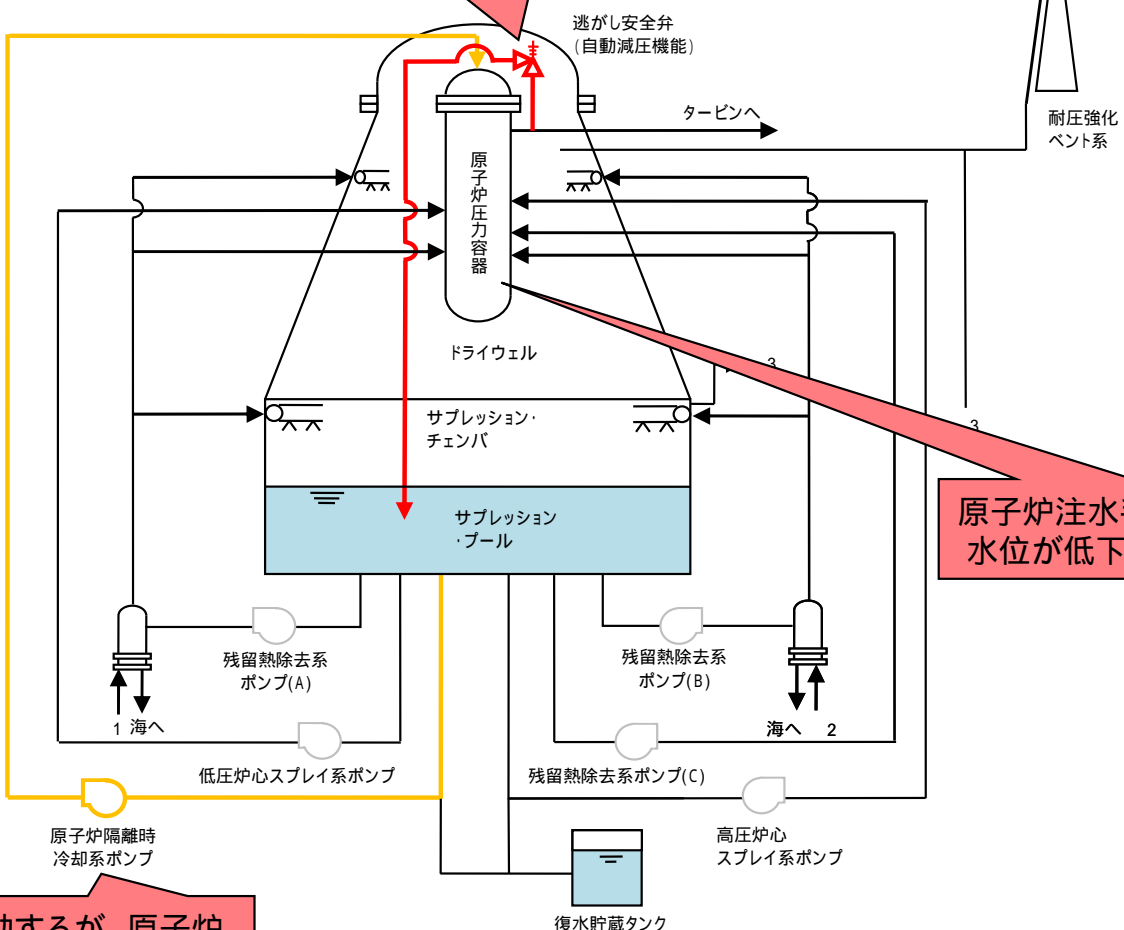 逃がし安全弁
(自動減圧機能)
タービンへ
耐圧強化
ベント系
原子炉圧力容器
ドライウェル
3
サプレッション・
チェンバ
3
サプレッション
・プール
原子炉注水
水位が低下
残留熱除去系
ポンプ(A)
残留熱除去系
ポンプ(B)
1 海へ
海へ 2
低圧炉心スプレイ系ポンプ
残留熱除去系ポンプ(C)
原子炉隔離時
冷却系ポンプ
高圧炉心
スプレイ系ポンプ
動するが、原子炉
復水貯蔵タンク